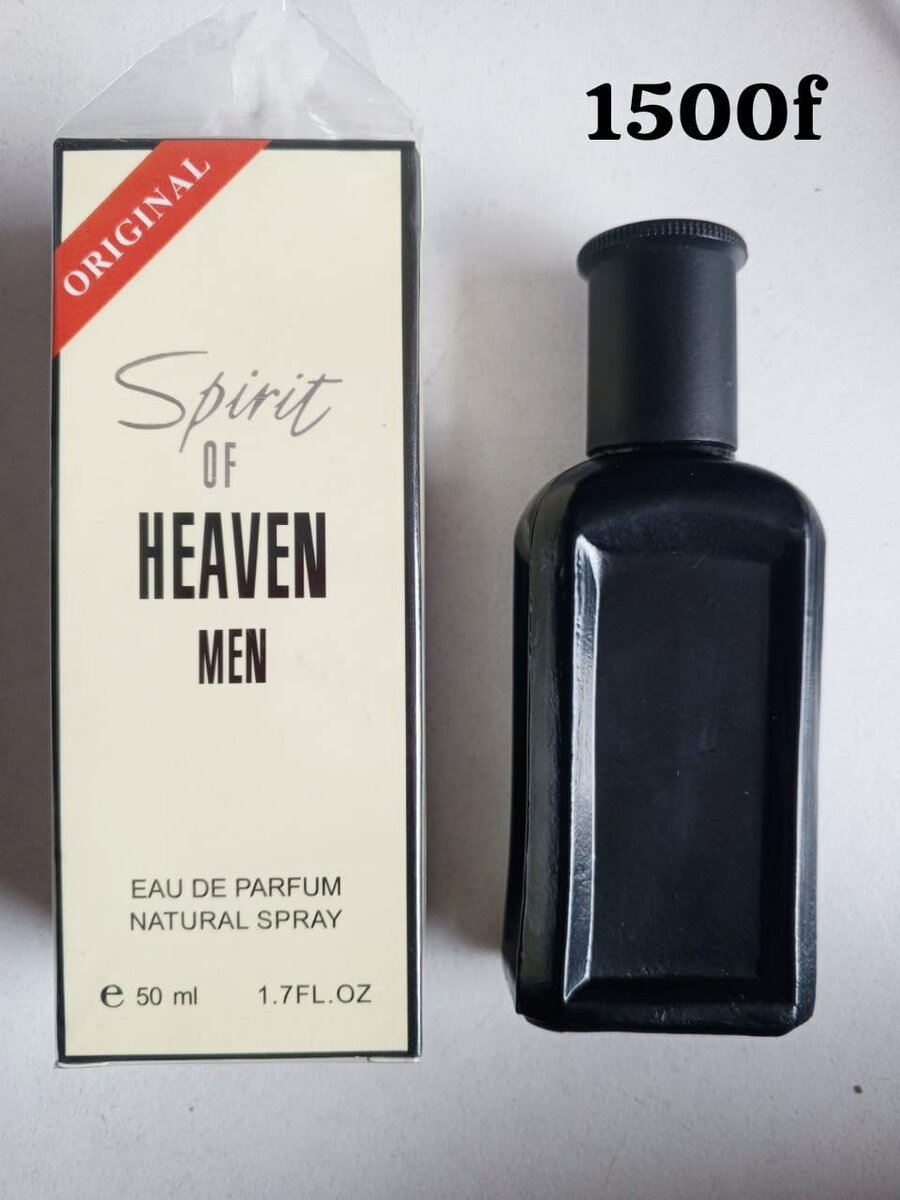 1500f
ORIGINAL
Spirit
OF
HEAVEN
MEN
EAU DE PARFUM
NATURAL SPRAY
e 50 ml 1.7FL.OZ